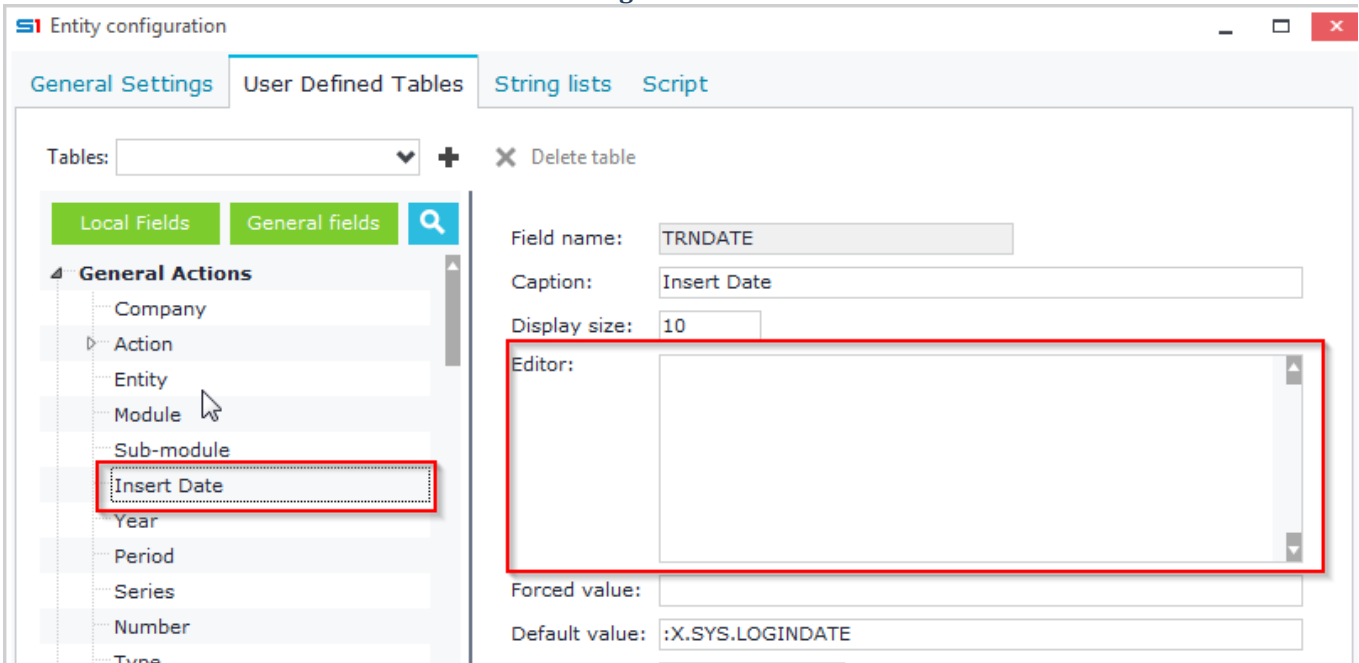 S1 Entity configuration
General Settings User Defined Tables String lists Script
Tables: Delete table
Local Fields General fields
General Actions
Company
Action
Entity
Module
Sub-module
Insert Date
Year
Period
Series
Number
Type
Field name: TRNDATE
Caption: Insert Date
Display size: 10
Editor:
Forced value:
Default value: :X.SYS.LOGINDATE